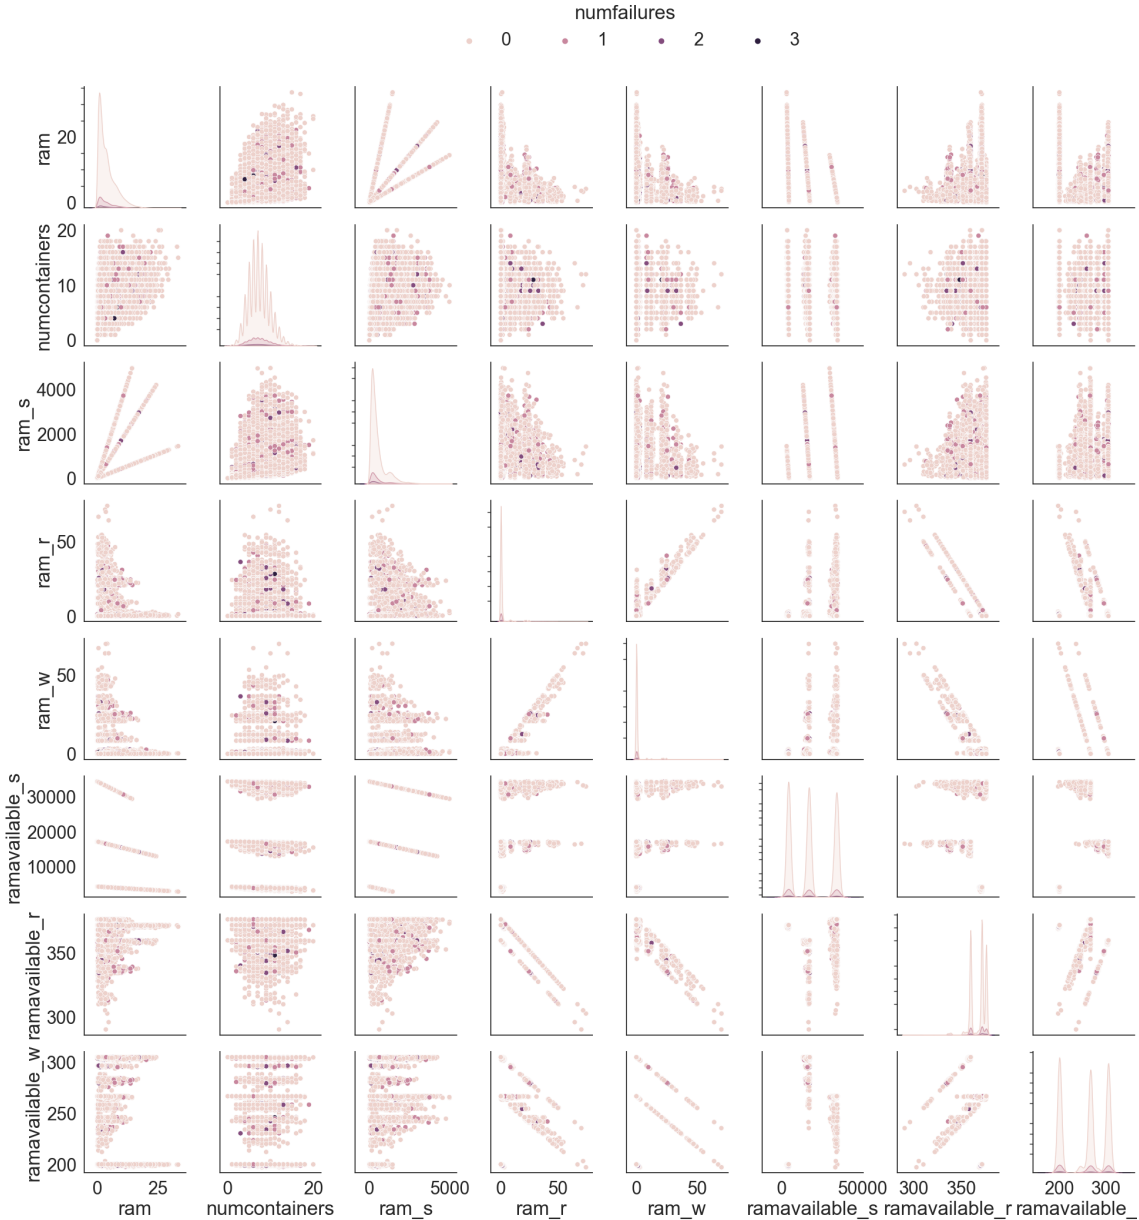 numfailures
0 1 2 3
ram
20
0
numcontainers
20
10
0
ram_s
4000
2000
0
ram_r
50
0
ram_w
50
0
ramavailable_s
30000
20000
10000
ramavailable_r
350
300
ramavailable_w
300
250
200
0 25 0 20 0 5000 0 50 0 50 0 50000 300 350 200 300
ram numcontainers ram_s ram_r ram_w ramavailable_s ramavailable_r ramavailable_